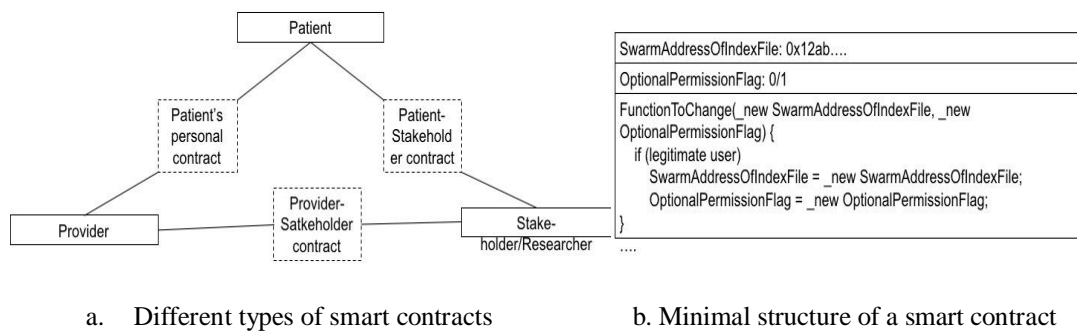 Patient
Patient's
personal
contract
Patient-
Stakehold
er contract
Provider
Provider-
Satkeholder
contract
Stake-
holder/Researcher
SwarmAddressOfIndexFile: 0x12ab....
OptionalPermissionFlag: 0/1
FunctionToChange(_new SwarmAddressOfIndexFile, _new
OptionalPermissionFlag) {
if (legitimate user)
SwarmAddressOfIndexFile = _new SwarmAddressOfIndexFile;
OptionalPermissionFlag = _new OptionalPermissionFlag;
}
....
a. Different types of smart contracts
b. Minimal structure of a smart contract